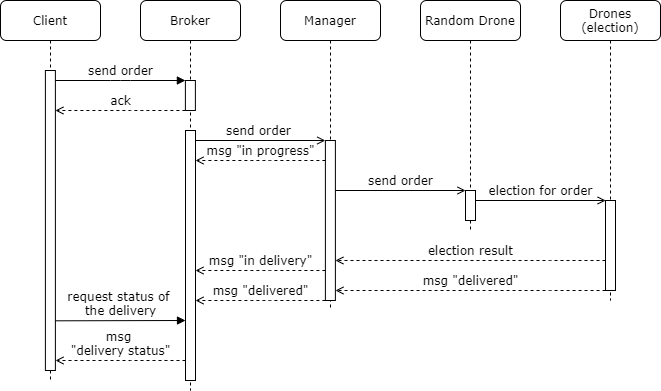 Client
Broker
Manager
Random Drone
Drones
(election)
send order
ack
send order
msg "in progress"
send order
election for order
election result
msg "in delivery"
msg "delivered"
msg "delivered"
request status of
the delivery
msg
"delivery status"